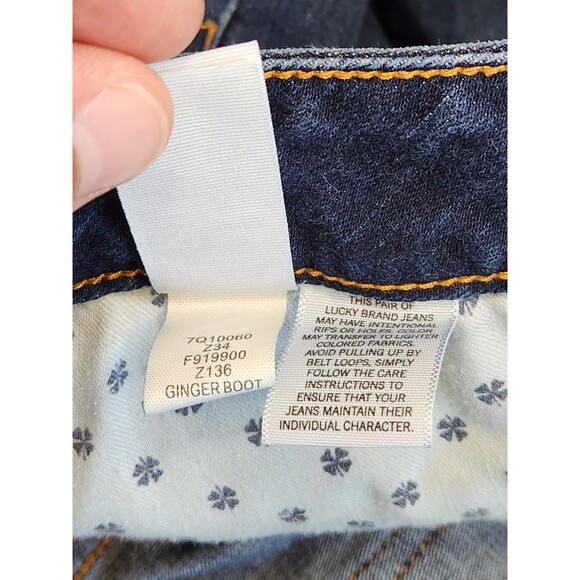 7Q10060
Z34
F919900
Z136
GINGER BOOT
THIS PAIR OF
LUCKY BRAND JEANS
MAY HAVE INTENTIONAL
RIPS OR HOLES. COLOR
MAY TRANSFER TO LIGHTER
COLORED FABRICS.
AVOID PULLING UP BY
BELT LOOPS, SIMPLY
FOLLOW THE CARE
INSTRUCTIONS TO
ENSURE THAT YOUR
JEANS MAINTAIN THEIR
INDIVIDUAL CHARACTER.